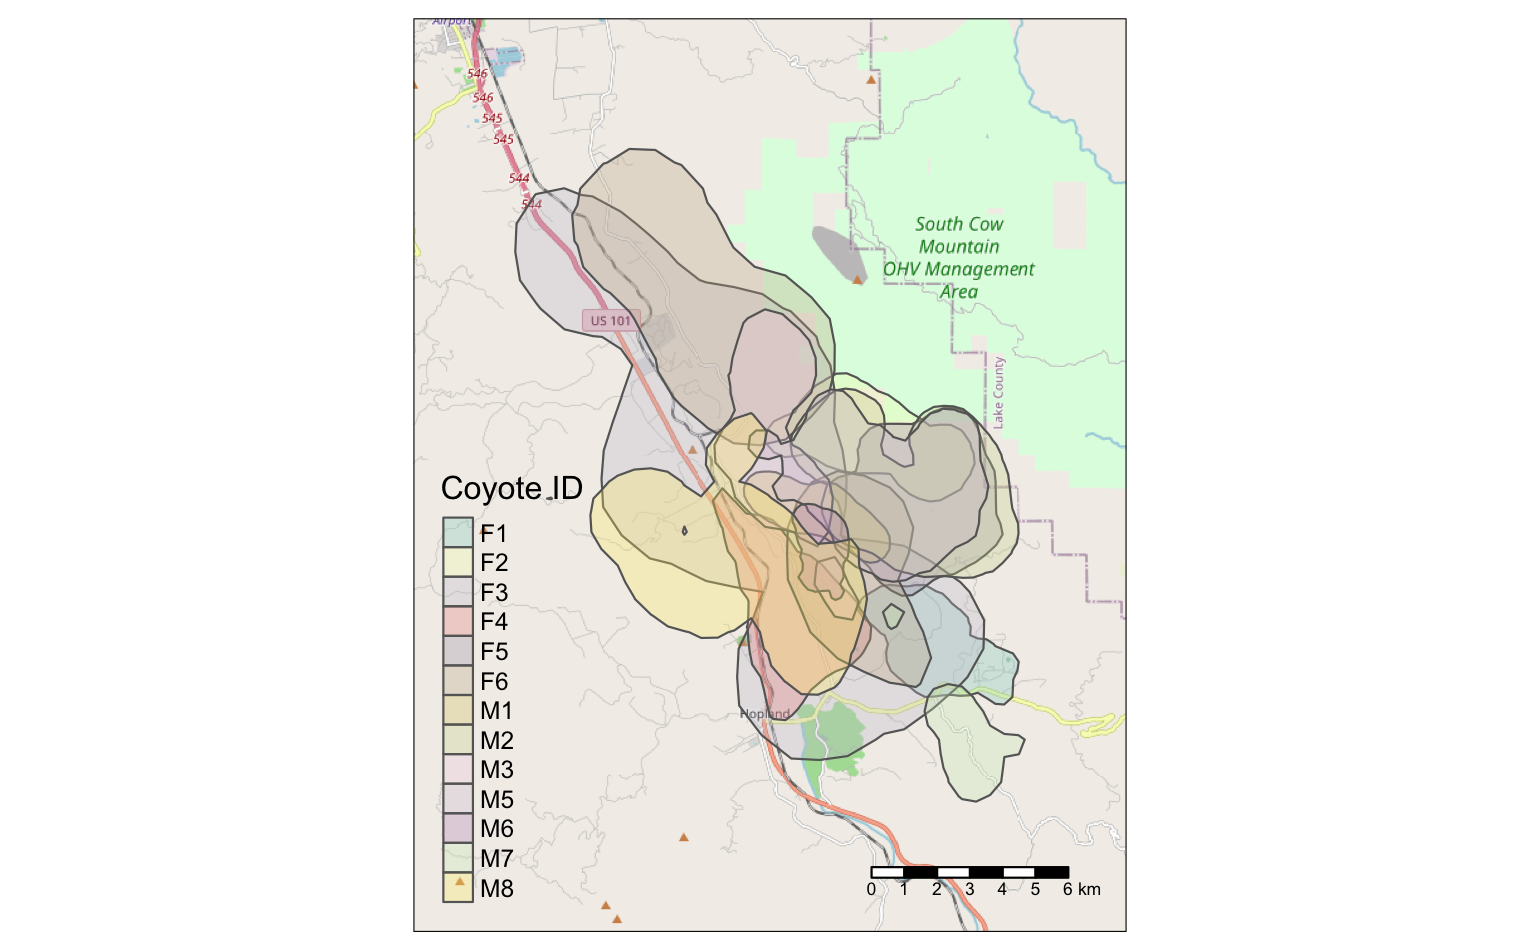 Airport
546
546
545
545
544
544
South Cow
Mountain
OHV Management
Area
US 101
Lake County
Coyote ID
F1
F2
F3
F4
F5
F6
M1
M2
M3
M5
M6
M7
M8
Hopland
0 1 2 3 4 5 6 km